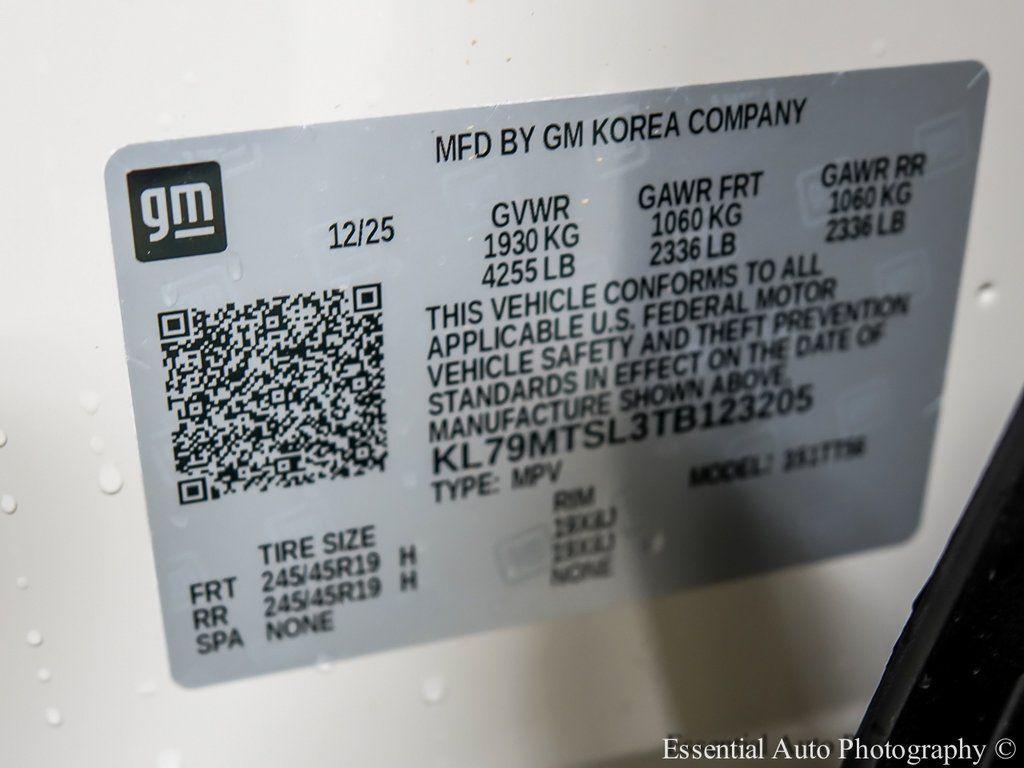 MFD BY GM KOREA COMPANY
gm
12/25
GVWR
1930 KG
4255 LB
GAWR FRT
1060 KG
2336 LB
GAWR RR
1060 KG
2336 LB
THIS VEHICLE CONFORMS TO ALL
APPLICABLE U.S. FEDERAL MOTOR
VEHICLE SAFETY AND THEFT PREVENTION
STANDARDS IN EFFECT ON THE DATE OF
MANUFACTURE SHOWN ABOVE.
KL79MTSL3TB123205
TYPE: MPV MODEL:
TIRE SIZE RIM
FRT 245/45R19 H
RR 245/45R19 H
SPA NONE NONE
Essential Auto Photography ©